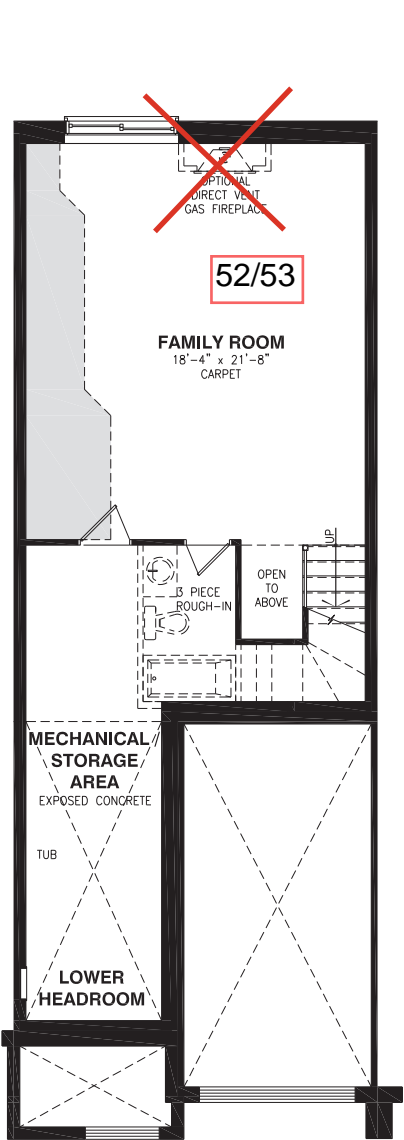 OPTIONAL
DIRECT VENT
GAS FIREPLACE
52/53
FAMILY ROOM
18'-4" x 21'-8"
CARPET
UP
OPEN
TO
ABOVE
3 PIECE
ROUGH-IN
MECHANICAL
STORAGE
AREA
EXPOSED CONCRETE
TUB
LOWER
HEADROOM